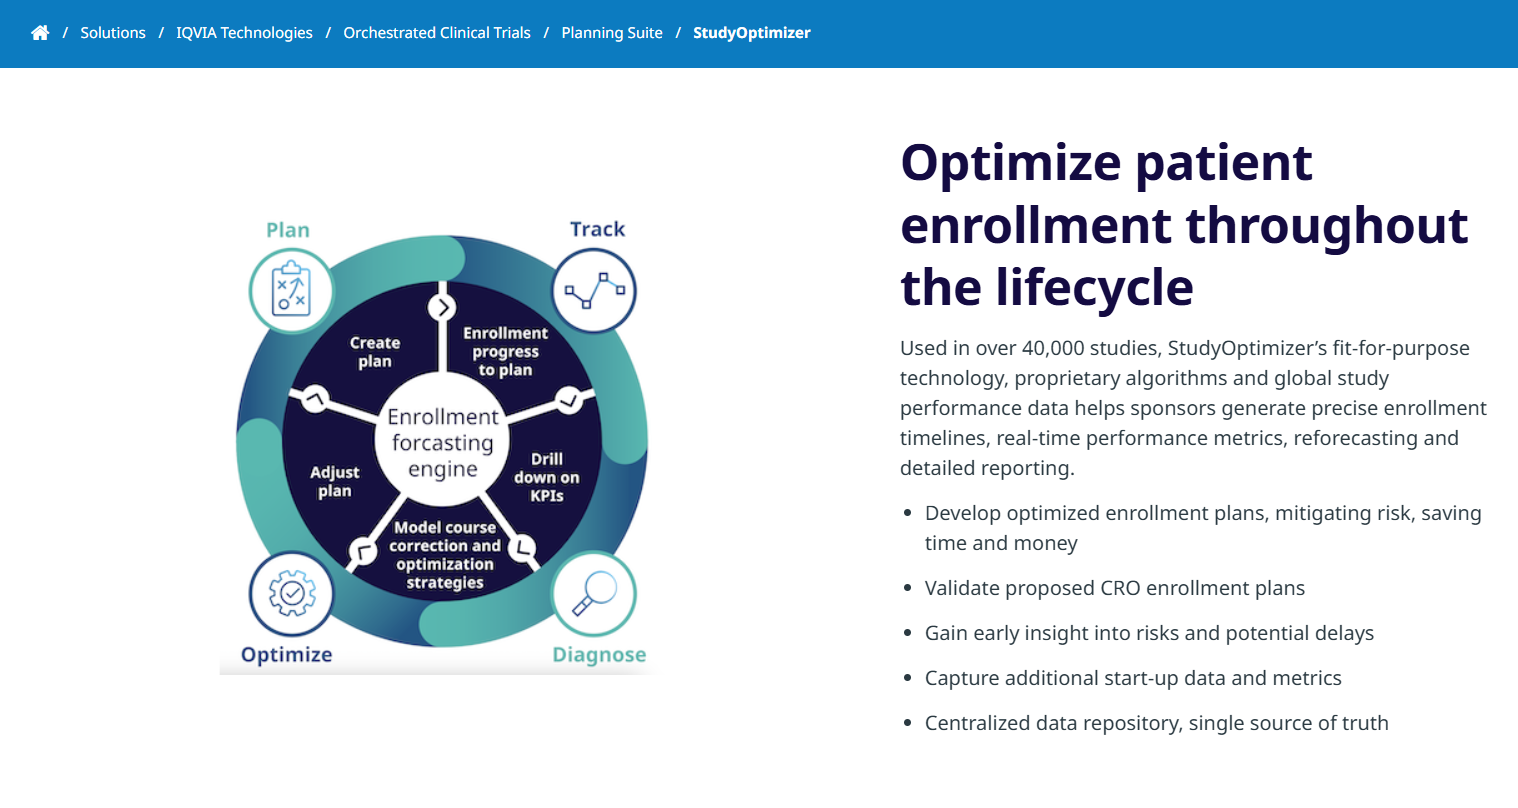 / Solutions / IQVIA Technologies / Orchestrated Clinical Trials / Planning Suite / StudyOptimizer
Plan
Track
Create
plan
Enrollment
progress
to plan
Enrollment
forcasting
engine
Adjust
plan
Drill
down on
KPIs
Model course
correction and
optimization
strategies
Optimize
Diagnose
Optimize patient
enrollment throughout
the lifecycle
Used in over 40,000 studies, StudyOptimizer’s fit-for-purpose
technology, proprietary algorithms and global study
performance data helps sponsors generate precise enrollment
timelines, real-time performance metrics, reforecasting and
detailed reporting.
• Develop optimized enrollment plans, mitigating risk, saving
time and money
• Validate proposed CRO enrollment plans
• Gain early insight into risks and potential delays
• Capture additional start-up data and metrics
• Centralized data repository, single source of truth